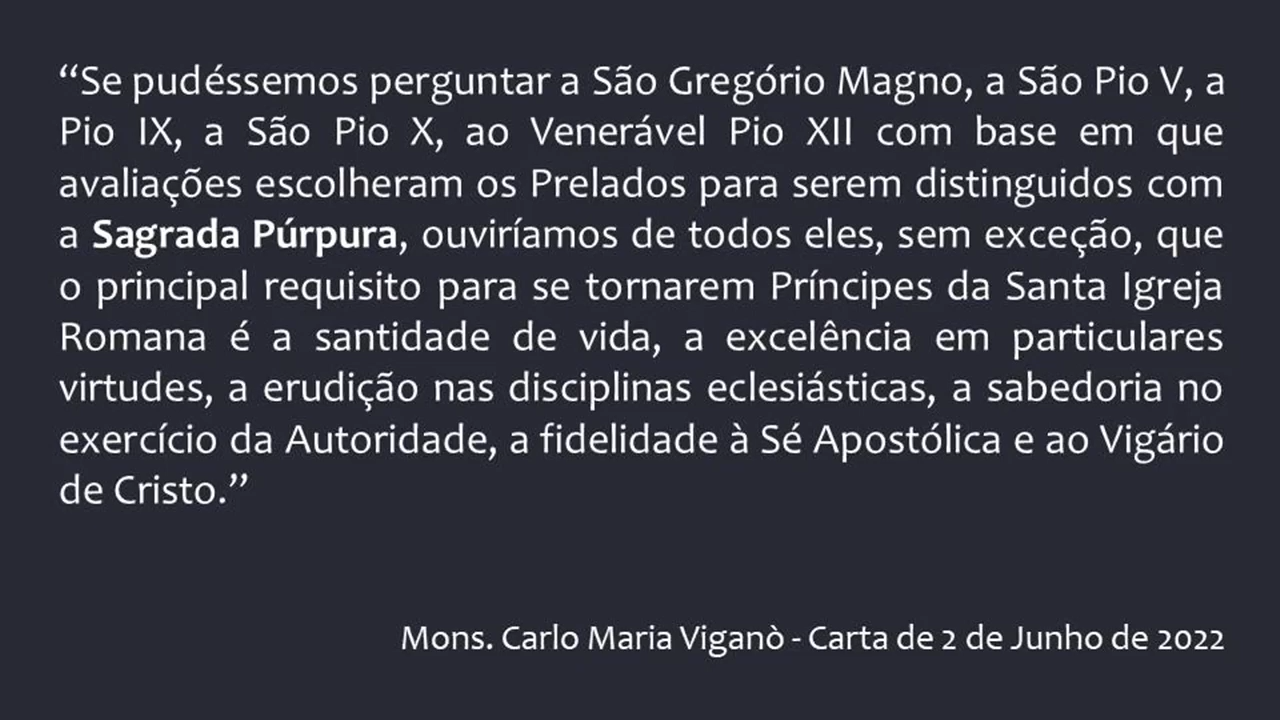 “Se pudéssemos perguntar a São Gregório Magno, a São Pio V, a
Pio IX, a São Pio X, ao Venerável Pio XII com base em que
avaliações escolheram os Prelados para serem distinguidos com
a Sagrada Púrpura, ouviríamos de todos eles, sem exceção, que
o principal requisito para se tornarem Príncipes da Santa Igreja
Romana é a santidade de vida, a excelência em particulares
virtudes, a erudição nas disciplinas eclesiásticas, a sabedoria no
exercício da Autoridade, a fidelidade à Sé Apostólica e ao Vigário
de Cristo.”
Mons. Carlo Maria Viganò - Carta de 2 de Junho de 2022